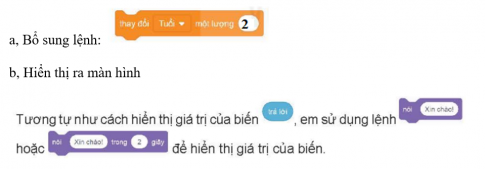 a, Bổ sung lệnh: thay đổi Tuổi một lượng 2
b, Hiển thị ra màn hình
Tương tự như cách hiển thị giá trị của biến trả lời , em sử dụng lệnh nói Xin chào!
hoặc nói Xin chào! trong 2 giây để hiển thị giá trị của biến.